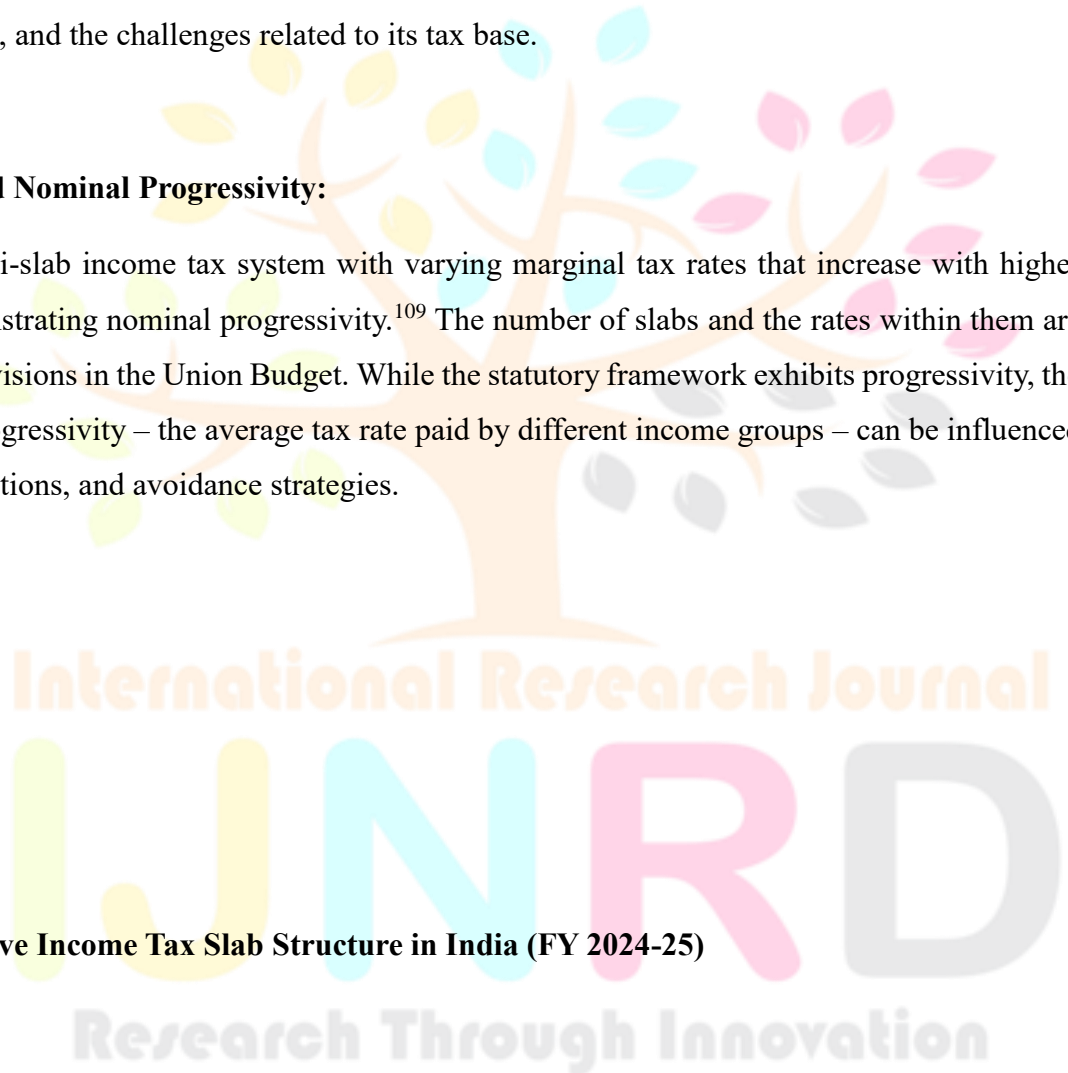 , and the challenges related to its tax base.
Nominal Progressivity:
i-slab income tax system with varying marginal tax rates that increase with highe
strating nominal progressivity.109 The number of slabs and the rates within them ar
visions in the Union Budget. While the statutory framework exhibits progressivity, th
gressivity – the average tax rate paid by different income groups – can be influenced
tions, and avoidance strategies.
International Research Journal
IJNRD
ve Income Tax Slab Structure in India (FY 2024-25)
Research Through Innovation